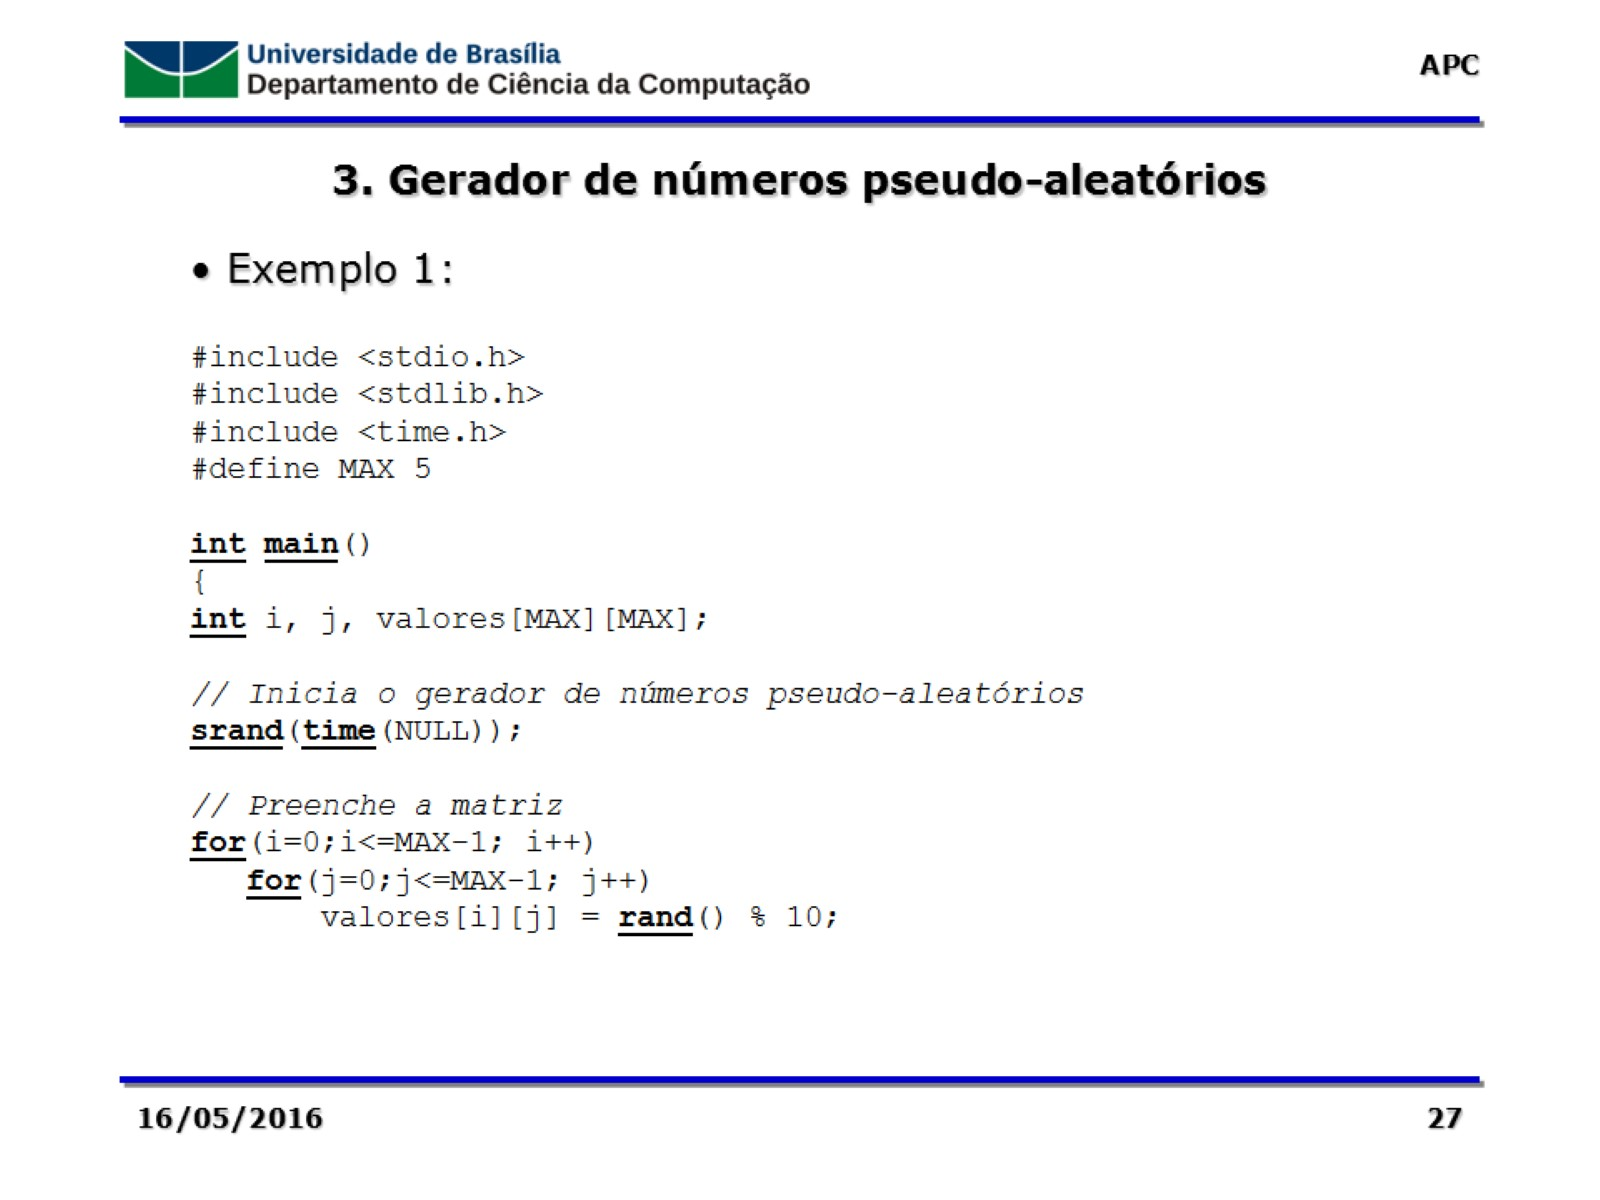 Universidade de Brasília
Departamento de Ciência da Computação
APC
3. Gerador de números pseudo-aleatórios
• Exemplo 1:
#include <stdio.h>
#include <stdlib.h>
#include <time.h>
#define MAX 5
int main()
{
int i, j, valores[MAX][MAX];
// Inicia o gerador de números pseudo-aleatórios
srand(time(NULL));
// Preenche a matriz
for(i=0;i<=MAX-1; i++)
for(j=0;j<=MAX-1; j++)
valores[i][j] = rand() % 10;
16/05/2016
27